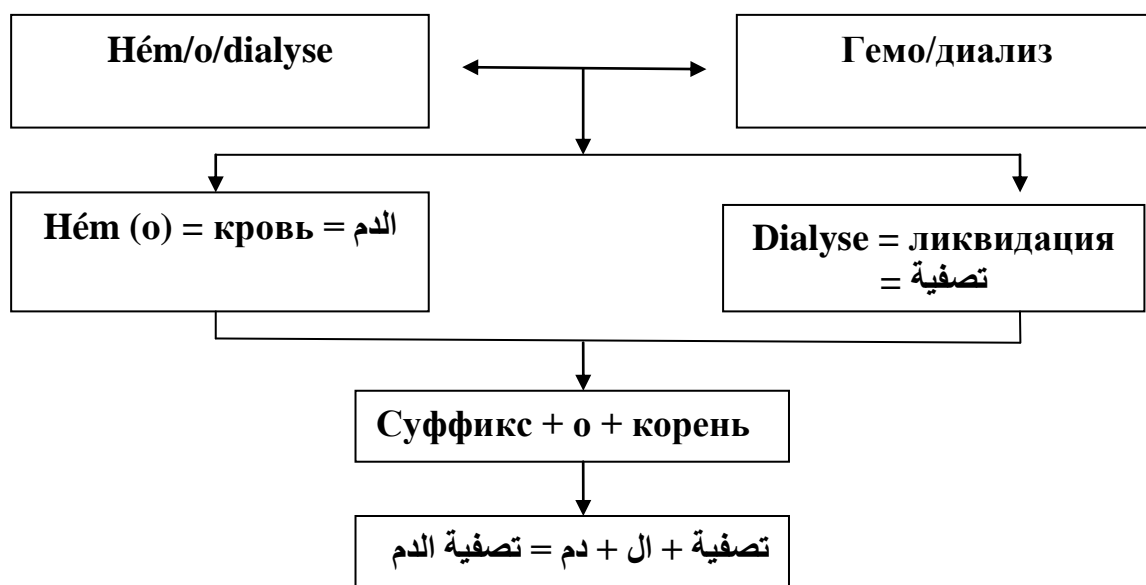 Hém/o/dialyse
Гемо/диализ
Hém (o) = кровь = الدم
Dialyse = ликвидация
= تصفية
Суффикс + о + корень
تصفية + ال + دم = تصفية الدم